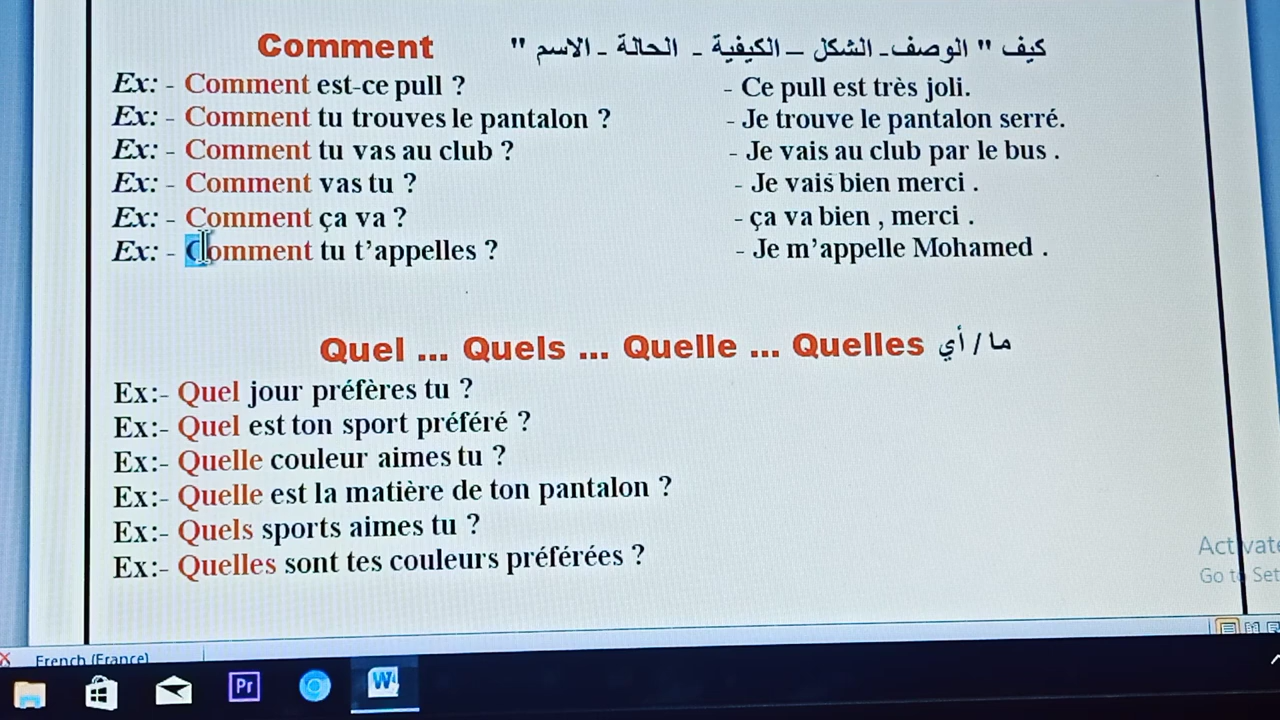 Comment كيف " الوصف- الشكل – الكيفية - الحالة - الاسم "
Ex: - Comment est-ce pull ? - Ce pull est très joli.
Ex: - Comment tu trouves le pantalon ? - Je trouve le pantalon serré.
Ex: - Comment tu vas au club ? - Je vais au club par le bus .
Ex: - Comment vas tu ? - Je vais bien merci .
Ex: - Comment ça va ? - ça va bien , merci .
Ex: - Comment tu t’appelles ? - Je m’appelle Mohamed .
Quel ... Quels ... Quelle ... Quelles ما / أي
Ex:- Quel jour préfères tu ?
Ex:- Quel est ton sport préféré ?
Ex:- Quelle couleur aimes tu ?
Ex:- Quelle est la matière de ton pantalon ?
Ex:- Quels sports aimes tu ?
Ex:- Quelles sont tes couleurs préférées ?
Activate
Go to Set
French (France)
Pr
W